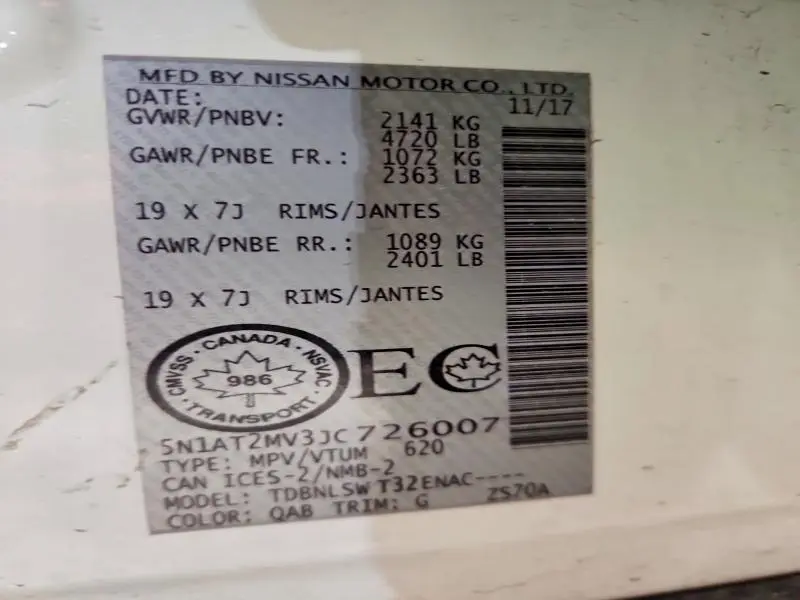 MFD BY NISSAN MOTOR CO., LTD.
DATE: 11/17
GVWR/PNBV: 2141 KG
4720 LB
GAWR/PNBE FR.: 1072 KG
2363 LB
19 X 7J RIMS/JANTES
GAWR/PNBE RR.: 1089 KG
2401 LB
19 X 7J RIMS/JANTES
CANADA
CMVSS · NSVAC
986
TRANSPORT
EC
5N1AT2MV3JC726007
TYPE: MPV/VTUM 620
CAN ICES-2/NMB-2
MODEL: TDBNLSW T32ENAC----
COLOR: QAB TRIM: G ZS70A